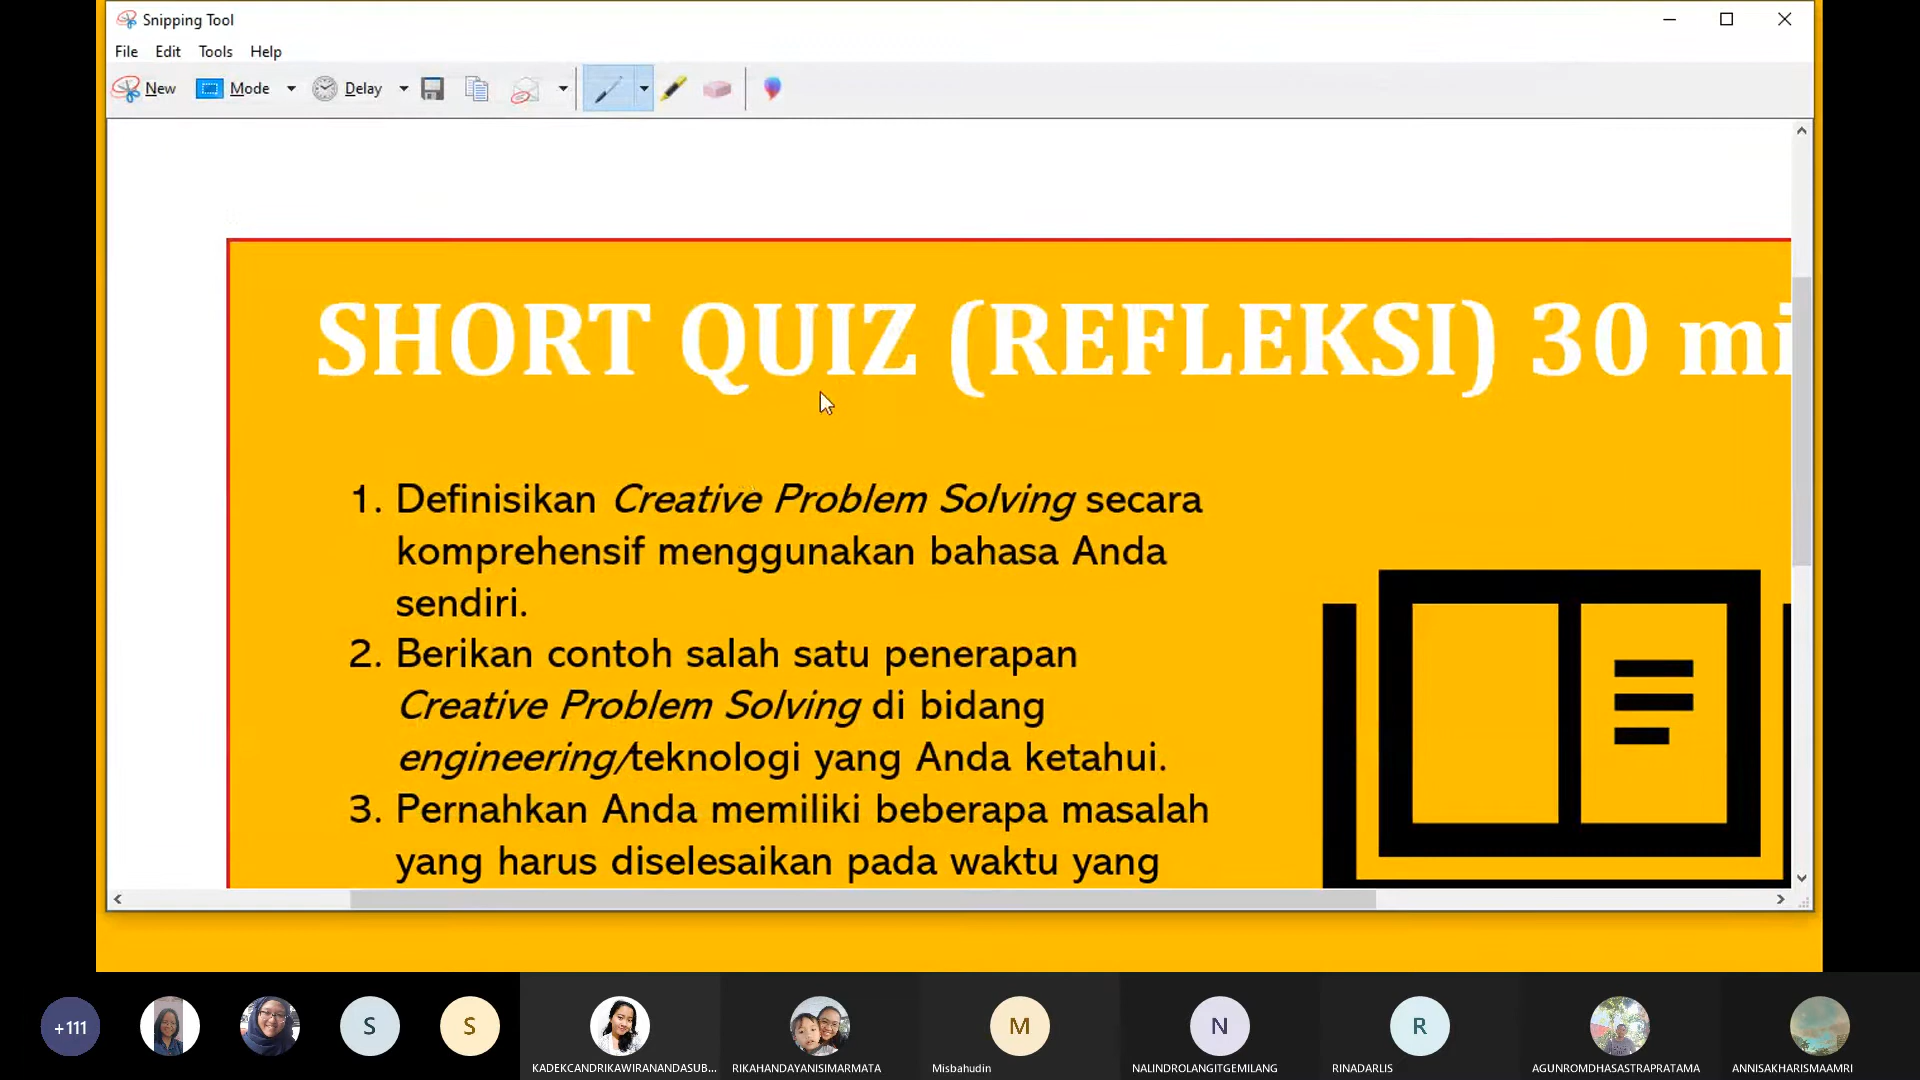 Snipping Tool
File Edit Tools Help
New Mode Delay
SHORT QUIZ (REFLEKSI) 30 mi
1. Definisikan Creative Problem Solving secara
komprehensif menggunakan bahasa Anda
sendiri.
2. Berikan contoh salah satu penerapan
Creative Problem Solving di bidang
engineering/teknologi yang Anda ketahui.
3. Pernahkan Anda memiliki beberapa masalah
yang harus diselesaikan pada waktu yang
+111 S S M N R
KADEKCANDRIKAWIRANANDASUB... RIKAHANDAYANISIMARMATA Misbahudin NALINDROLANGITGEMILANG RINADARLIS AGUNROMDHASASTRAPRATAMA ANNISAKHARISMAAMRI